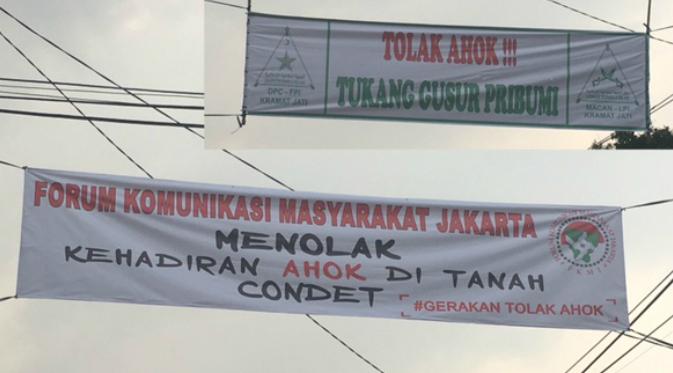 TOLAK AHOK !!!
TUKANG GUSUR PRIBUMI
DPC - FPI
KRAMAT JATI
MACAN - LPI
KRAMAT JATI
FORUM KOMUNIKASI MASYARAKAT JAKARTA
MENOLAK
KEHADIRAN AHOK DI TANAH
CONDET
#GERAKAN TOLAK AHOK